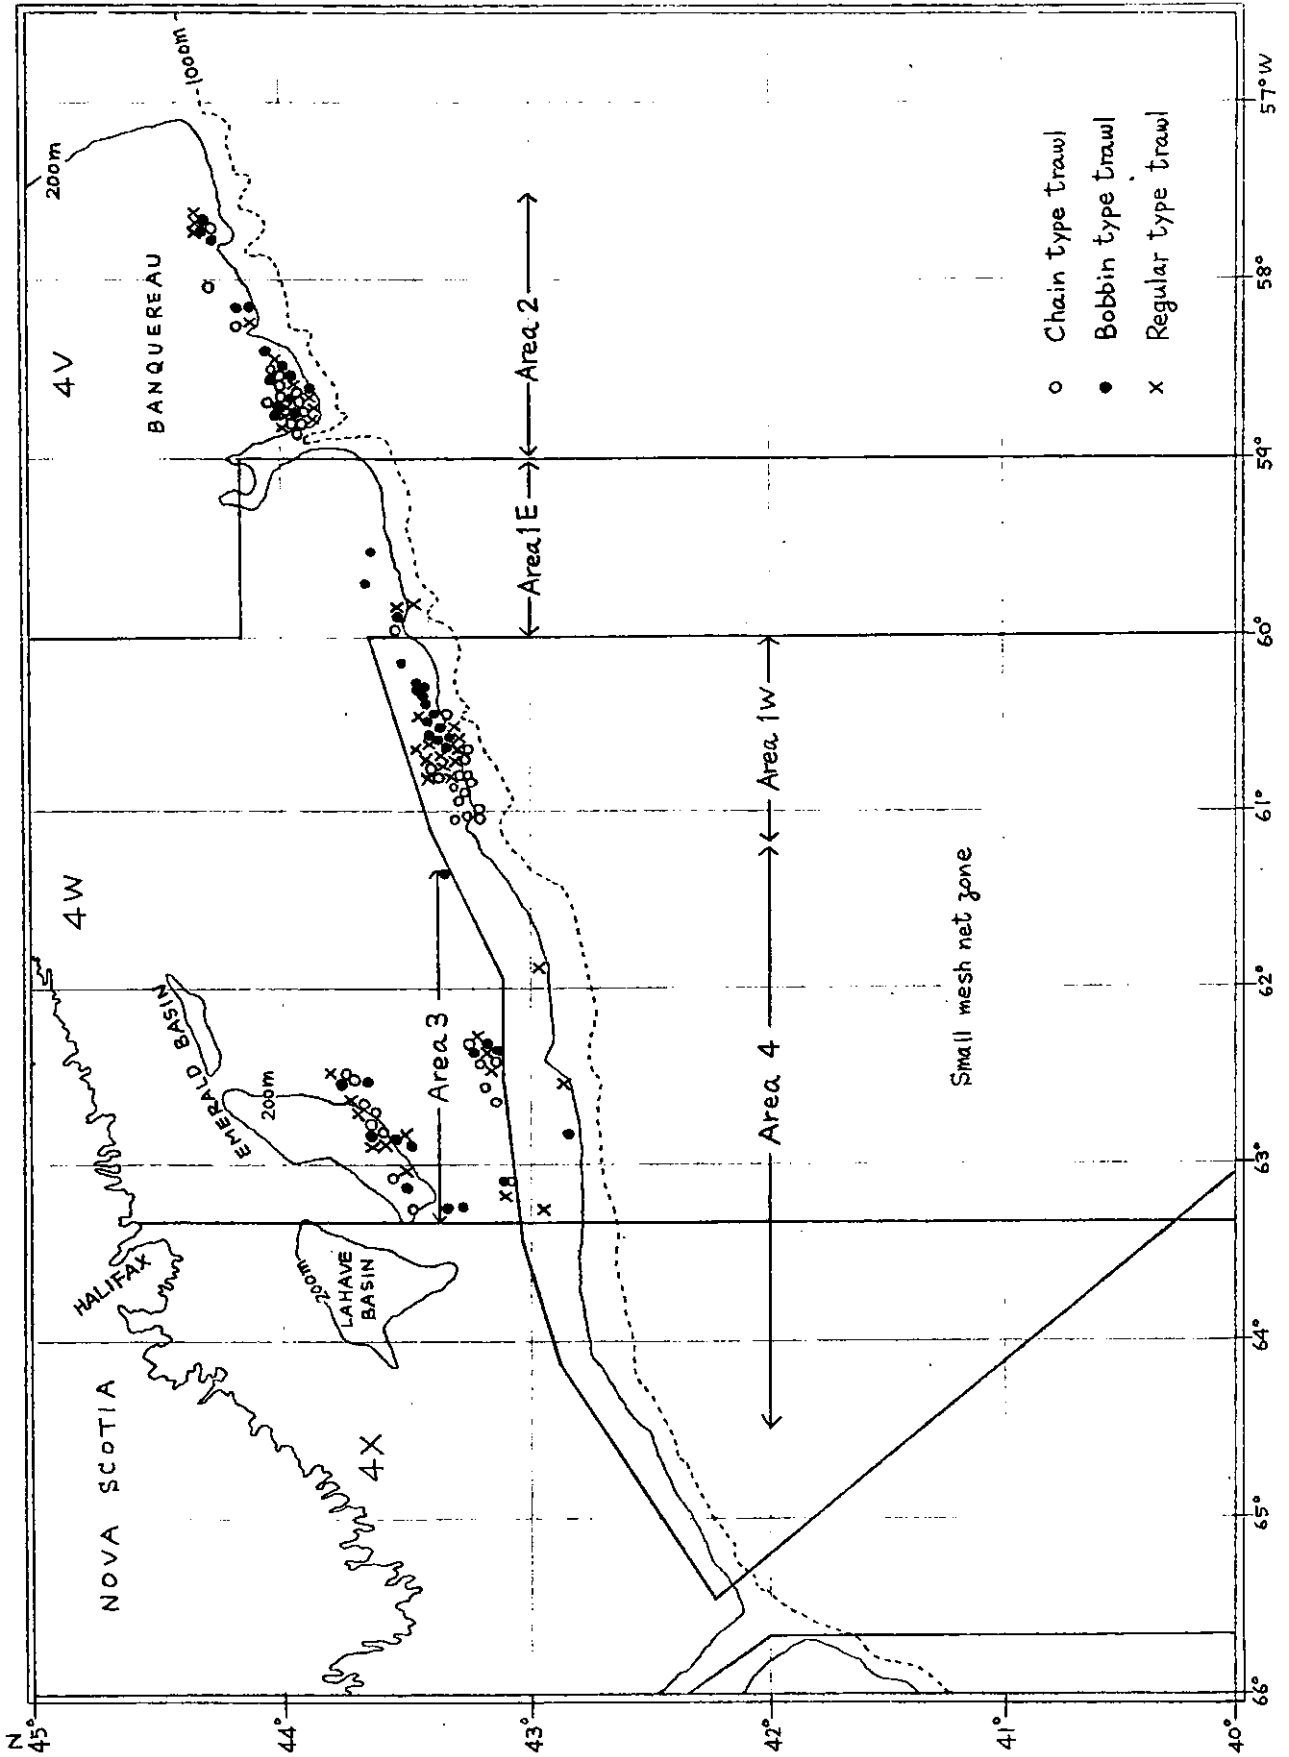 N
45°
44°
43°
42°
41°
40°
66°
65°
64°
63°
62°
61°
60°
59°
58°
57°W
NOVA SCOTIA
HALIFAX
4X
4W
4V
LAHAVE
BASIN
200m
EMERALD BASIN
200m
BANQUEREAU
200m
1000m
Area 3
Area 4
Area 1W
Area 1E
Area 2
Small mesh net zone
o Chain type trawl
● Bobbin type trawl
x Regular type trawl